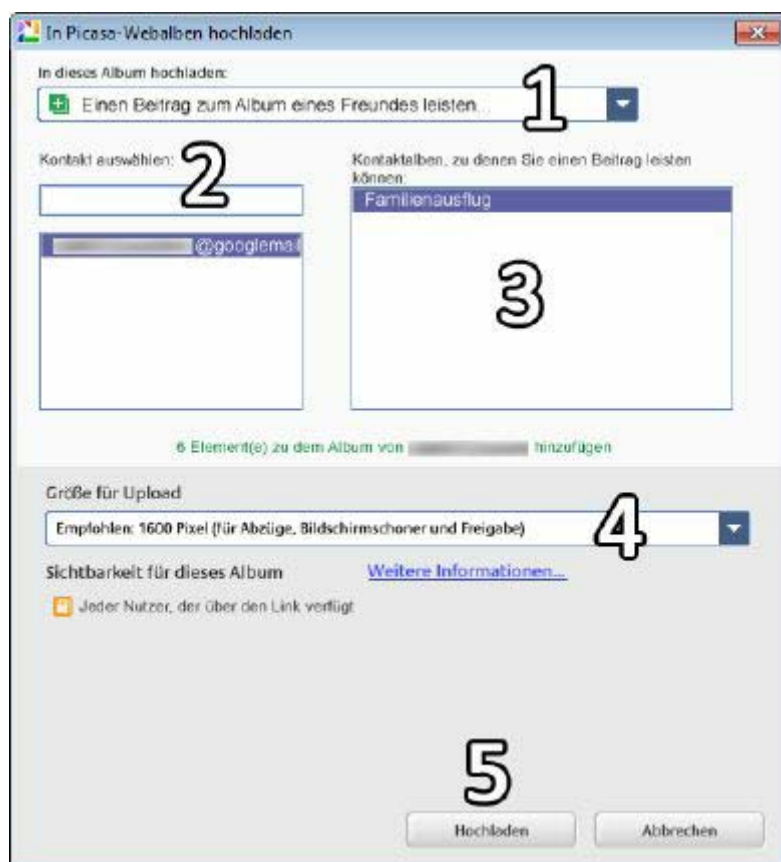 In Picasa-Webalben hochladen
In dieses Album hochladen:
Einen Beitrag zum Album eines Freundes leisten...
1
Kontakt auswählen:
2
Kontaktalben, zu denen Sie einen Beitrag leisten
können:
Familienausflug
@googlemail
3
6 Element(e) zu dem Album von hinzufügen
Größe für Upload
Empfohlen: 1600 Pixel (für Abzüge, Bildschirmschoner und Freigabe)
4
Sichtbarkeit für dieses Album
Weitere Informationen...
Jeder Nutzer, der über den Link verfügt
5
Hochladen
Abbrechen